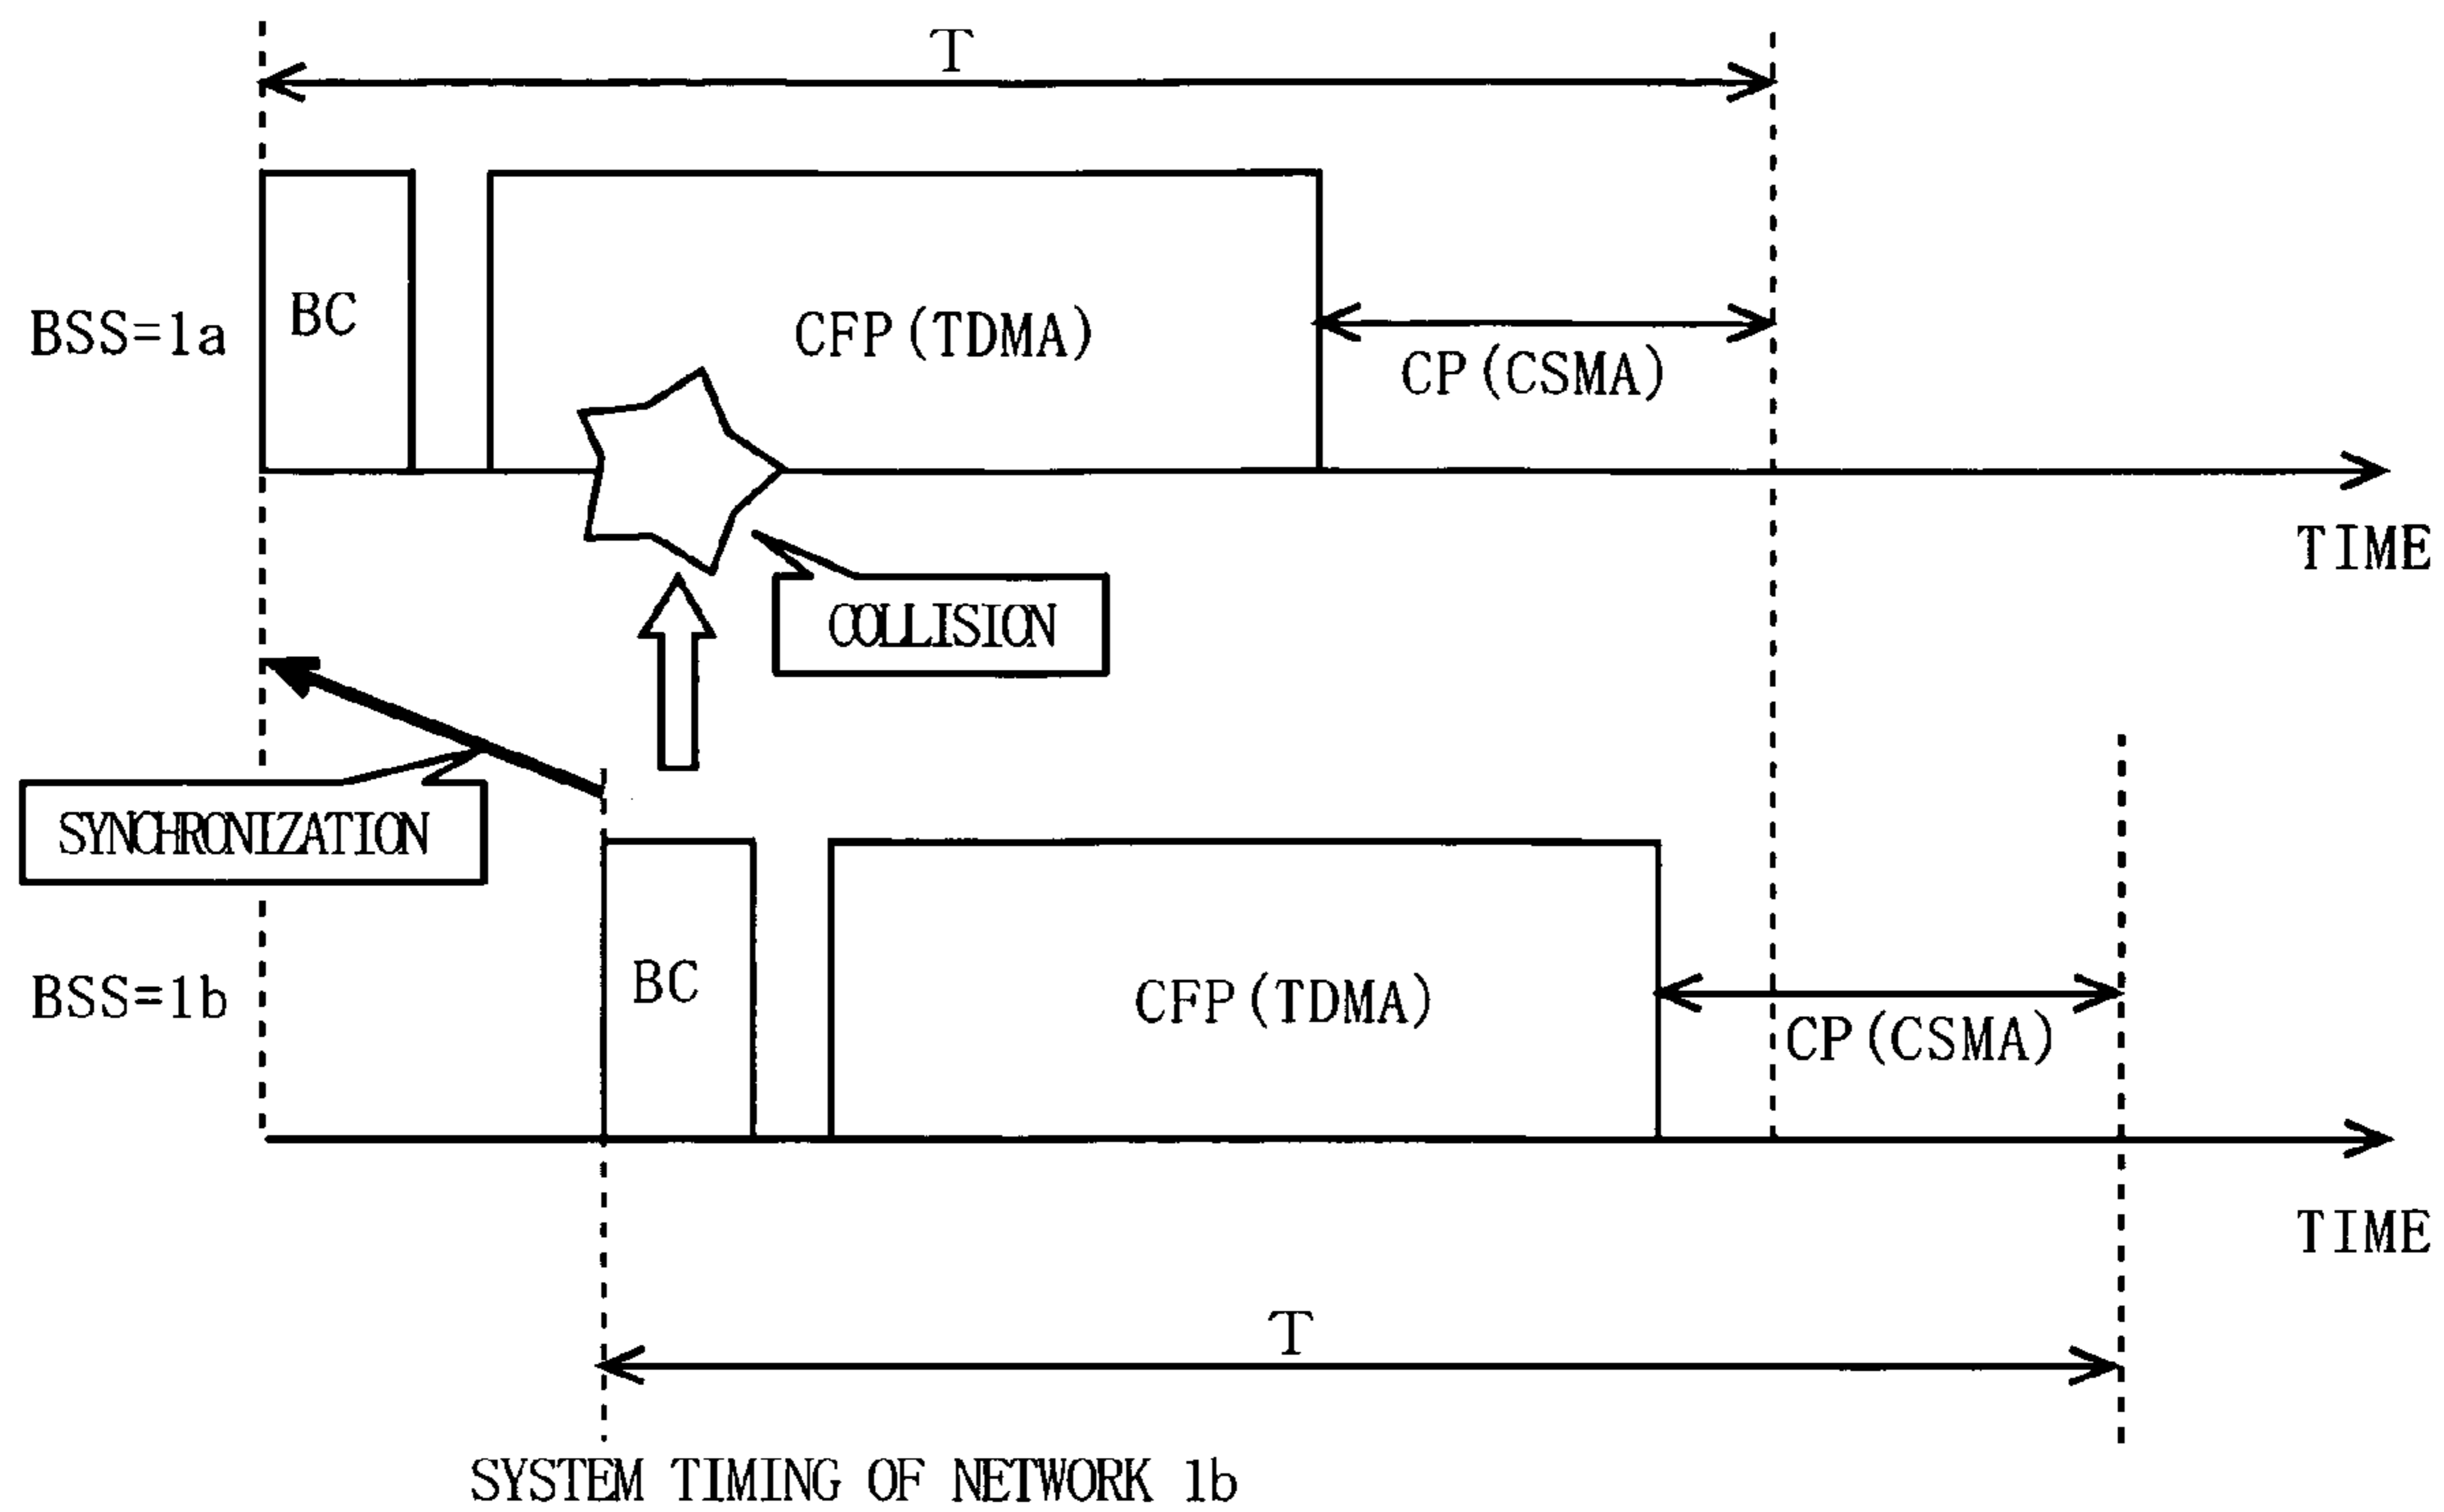 T
BC
BSS=1a
CFP(TDMA)
CP(CSMA)
TIME
COLLISION
SYNCHRONIZATION
BC
BSS=1b
CFP(TDMA)
CP(CSMA)
TIME
T
SYSTEM TIMING OF NETWORK 1b